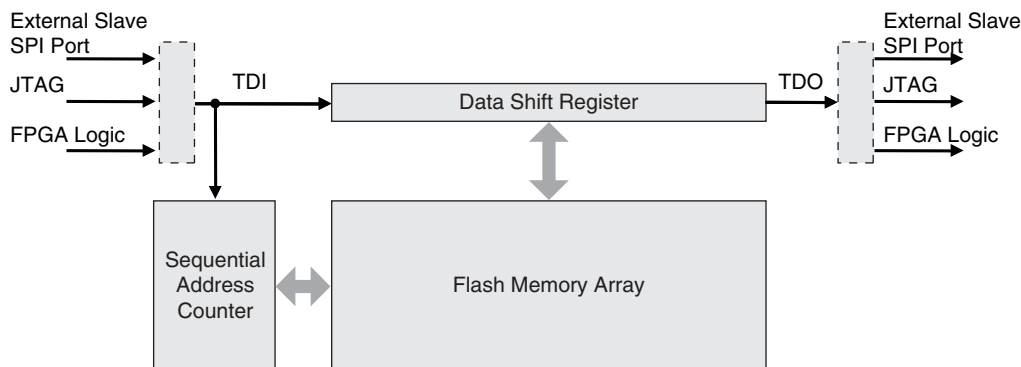 External Slave
SPI Port
JTAG
FPGA Logic
TDI
Data Shift Register
TDO
External Slave
SPI Port
JTAG
FPGA Logic
Sequential
Address
Counter
Flash Memory Array